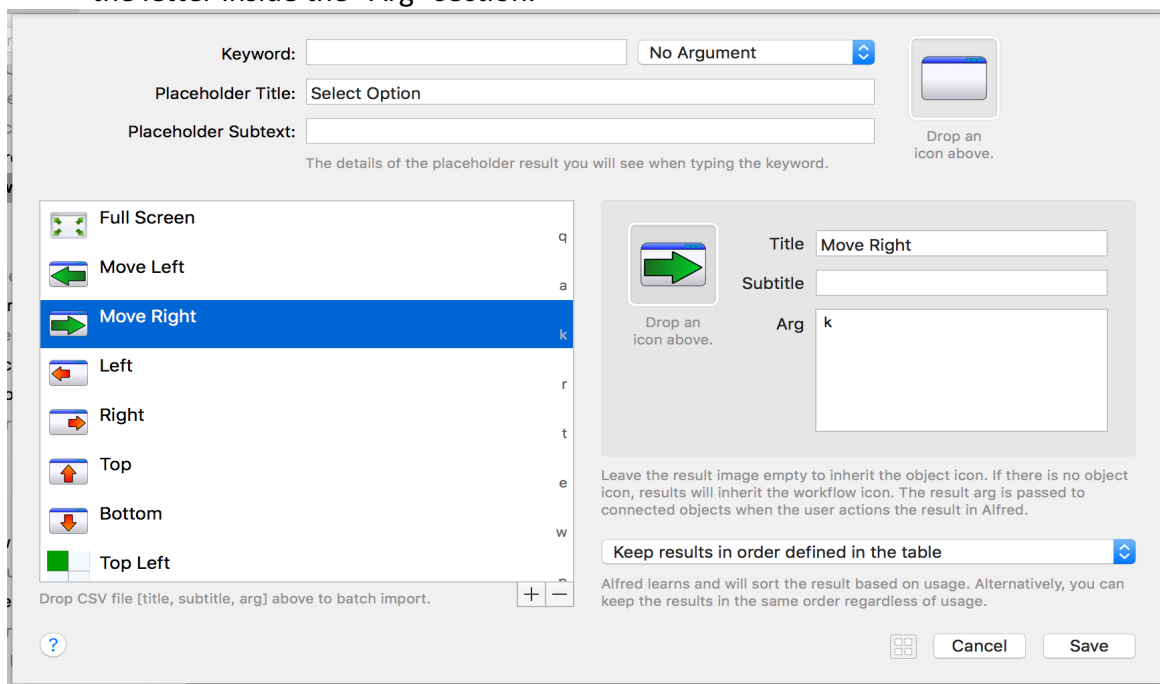 the letter inside the "Arg" section.
Keyword:
No Argument
Placeholder Title: Select Option
Placeholder Subtext:
Drop an
icon above.
The details of the placeholder result you will see when typing the keyword.
Full Screen
q
Move Left
a
Move Right
k
Left
r
Right
t
Top
e
Bottom
w
Top Left
Drop CSV file [title, subtitle, arg] above to batch import.
+ −
Title Move Right
Subtitle
Drop an
icon above.
Arg k
Leave the result image empty to inherit the object icon. If there is no object
icon, results will inherit the workflow icon. The result arg is passed to
connected objects when the user actions the result in Alfred.
Keep results in order defined in the table
Alfred learns and will sort the result based on usage. Alternatively, you can
keep the results in the same order regardless of usage.
?
Cancel
Save